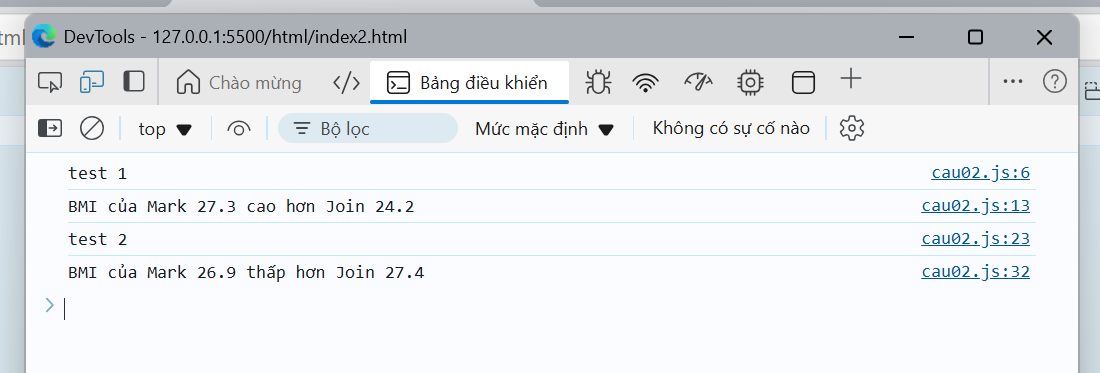 DevTools - 127.0.0.1:5500/html/index2.html
tml
Chào mừng
Bảng điều khiển
top
Bộ lọc
Mức mặc định
Không có sự cố nào
test 1 cau02.js:6
BMI của Mark 27.3 cao hơn Join 24.2 cau02.js:13
test 2 cau02.js:23
BMI của Mark 26.9 thấp hơn Join 27.4 cau02.js:32